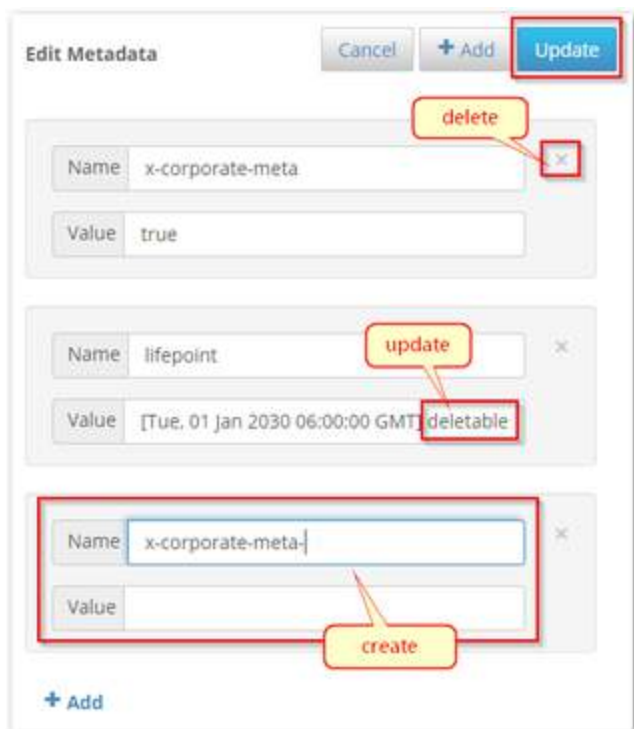 Edit Metadata
Cancel
+ Add
Update
delete
Name x-corporate-meta
×
Value true
update
Name lifepoint
×
Value [Tue, 01 Jan 2030 06:00:00 GMT] deletable
Name x-corporate-meta-
×
Value
create
+ Add